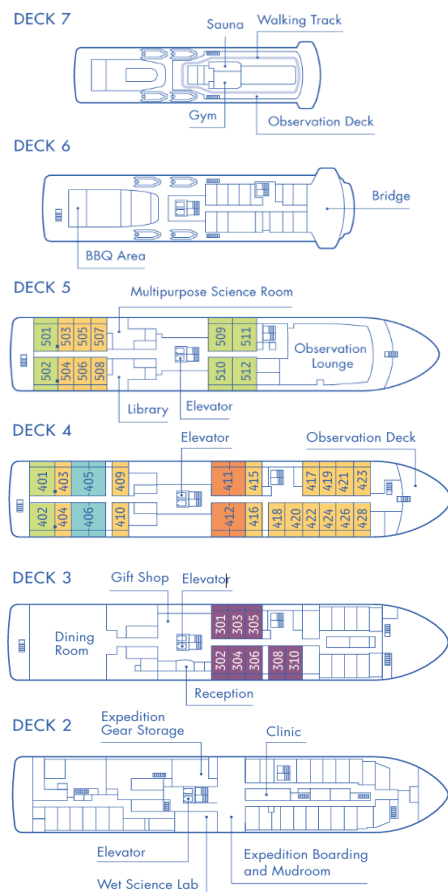 DECK 7
Sauna
Walking Track
Gym
Observation Deck
DECK 6
Bridge
BBQ Area
DECK 5
Multipurpose Science Room
501 503 505 507
509 511
502 504 506 508
510 512
Observation
Lounge
Library
Elevator
DECK 4
Elevator
Observation Deck
401 403 405 409
411 415 417 419 421 423
402 404 406 410
412 416 418 420 422 424 426 428
DECK 3
Gift Shop
Elevator
301 303 305
Dining
Room
302 304 306 308 310
Reception
DECK 2
Expedition
Gear Storage
Clinic
Elevator
Expedition Boarding
and Mudroom
Wet Science Lab